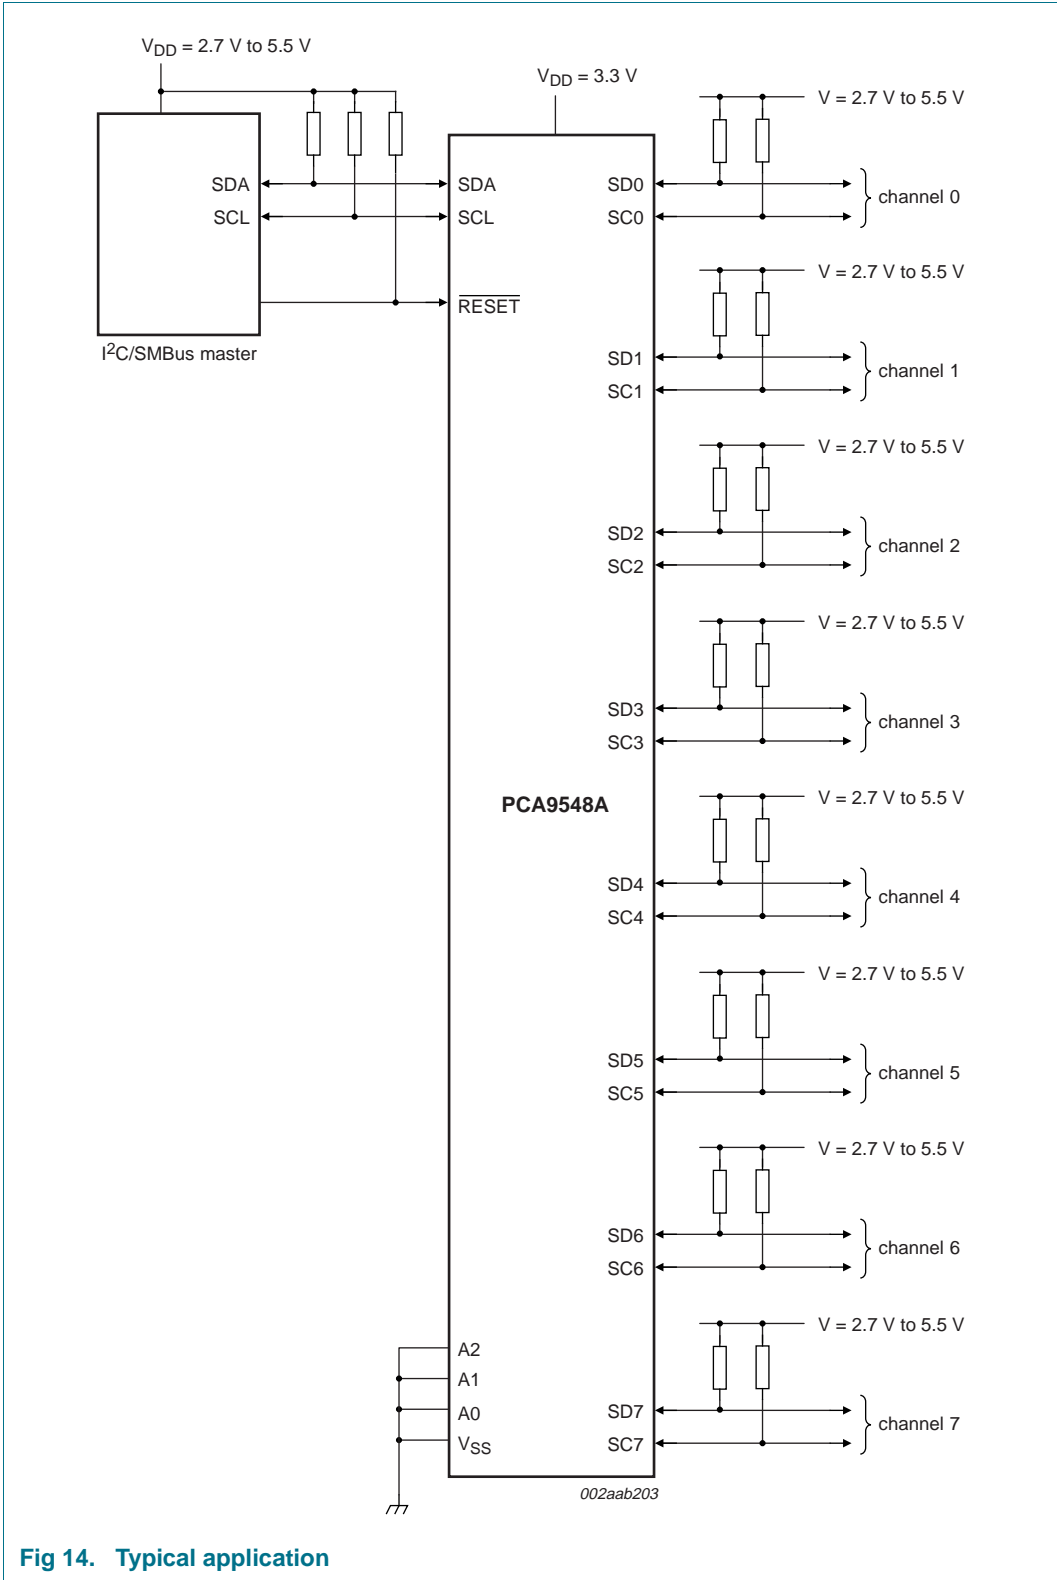 V_DD = 2.7 V to 5.5 V
V_DD = 3.3 V
SDA
SCL
I²C/SMBus master
SDA
SCL
R̅E̅S̅E̅T̅
PCA9548A
A2
A1
A0
V_SS
V = 2.7 V to 5.5 V
SD0
SC0
channel 0
V = 2.7 V to 5.5 V
SD1
SC1
channel 1
V = 2.7 V to 5.5 V
SD2
SC2
channel 2
V = 2.7 V to 5.5 V
SD3
SC3
channel 3
V = 2.7 V to 5.5 V
SD4
SC4
channel 4
V = 2.7 V to 5.5 V
SD5
SC5
channel 5
V = 2.7 V to 5.5 V
SD6
SC6
channel 6
V = 2.7 V to 5.5 V
SD7
SC7
channel 7
002aab203
Fig 14. Typical application